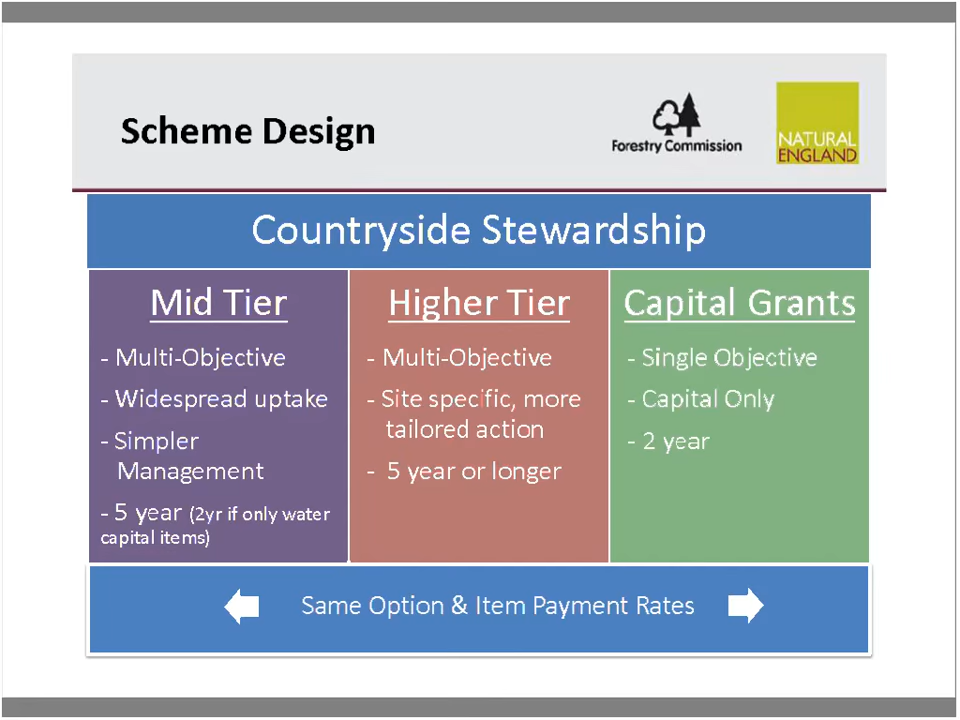 Scheme Design
Forestry Commission
NATURAL
ENGLAND
Countryside Stewardship
Mid Tier
- Multi-Objective
- Widespread uptake
- Simpler
Management
- 5 year (2yr if only water
capital items)
Higher Tier
- Multi-Objective
- Site specific, more
tailored action
- 5 year or longer
Capital Grants
- Single Objective
- Capital Only
- 2 year
Same Option & Item Payment Rates